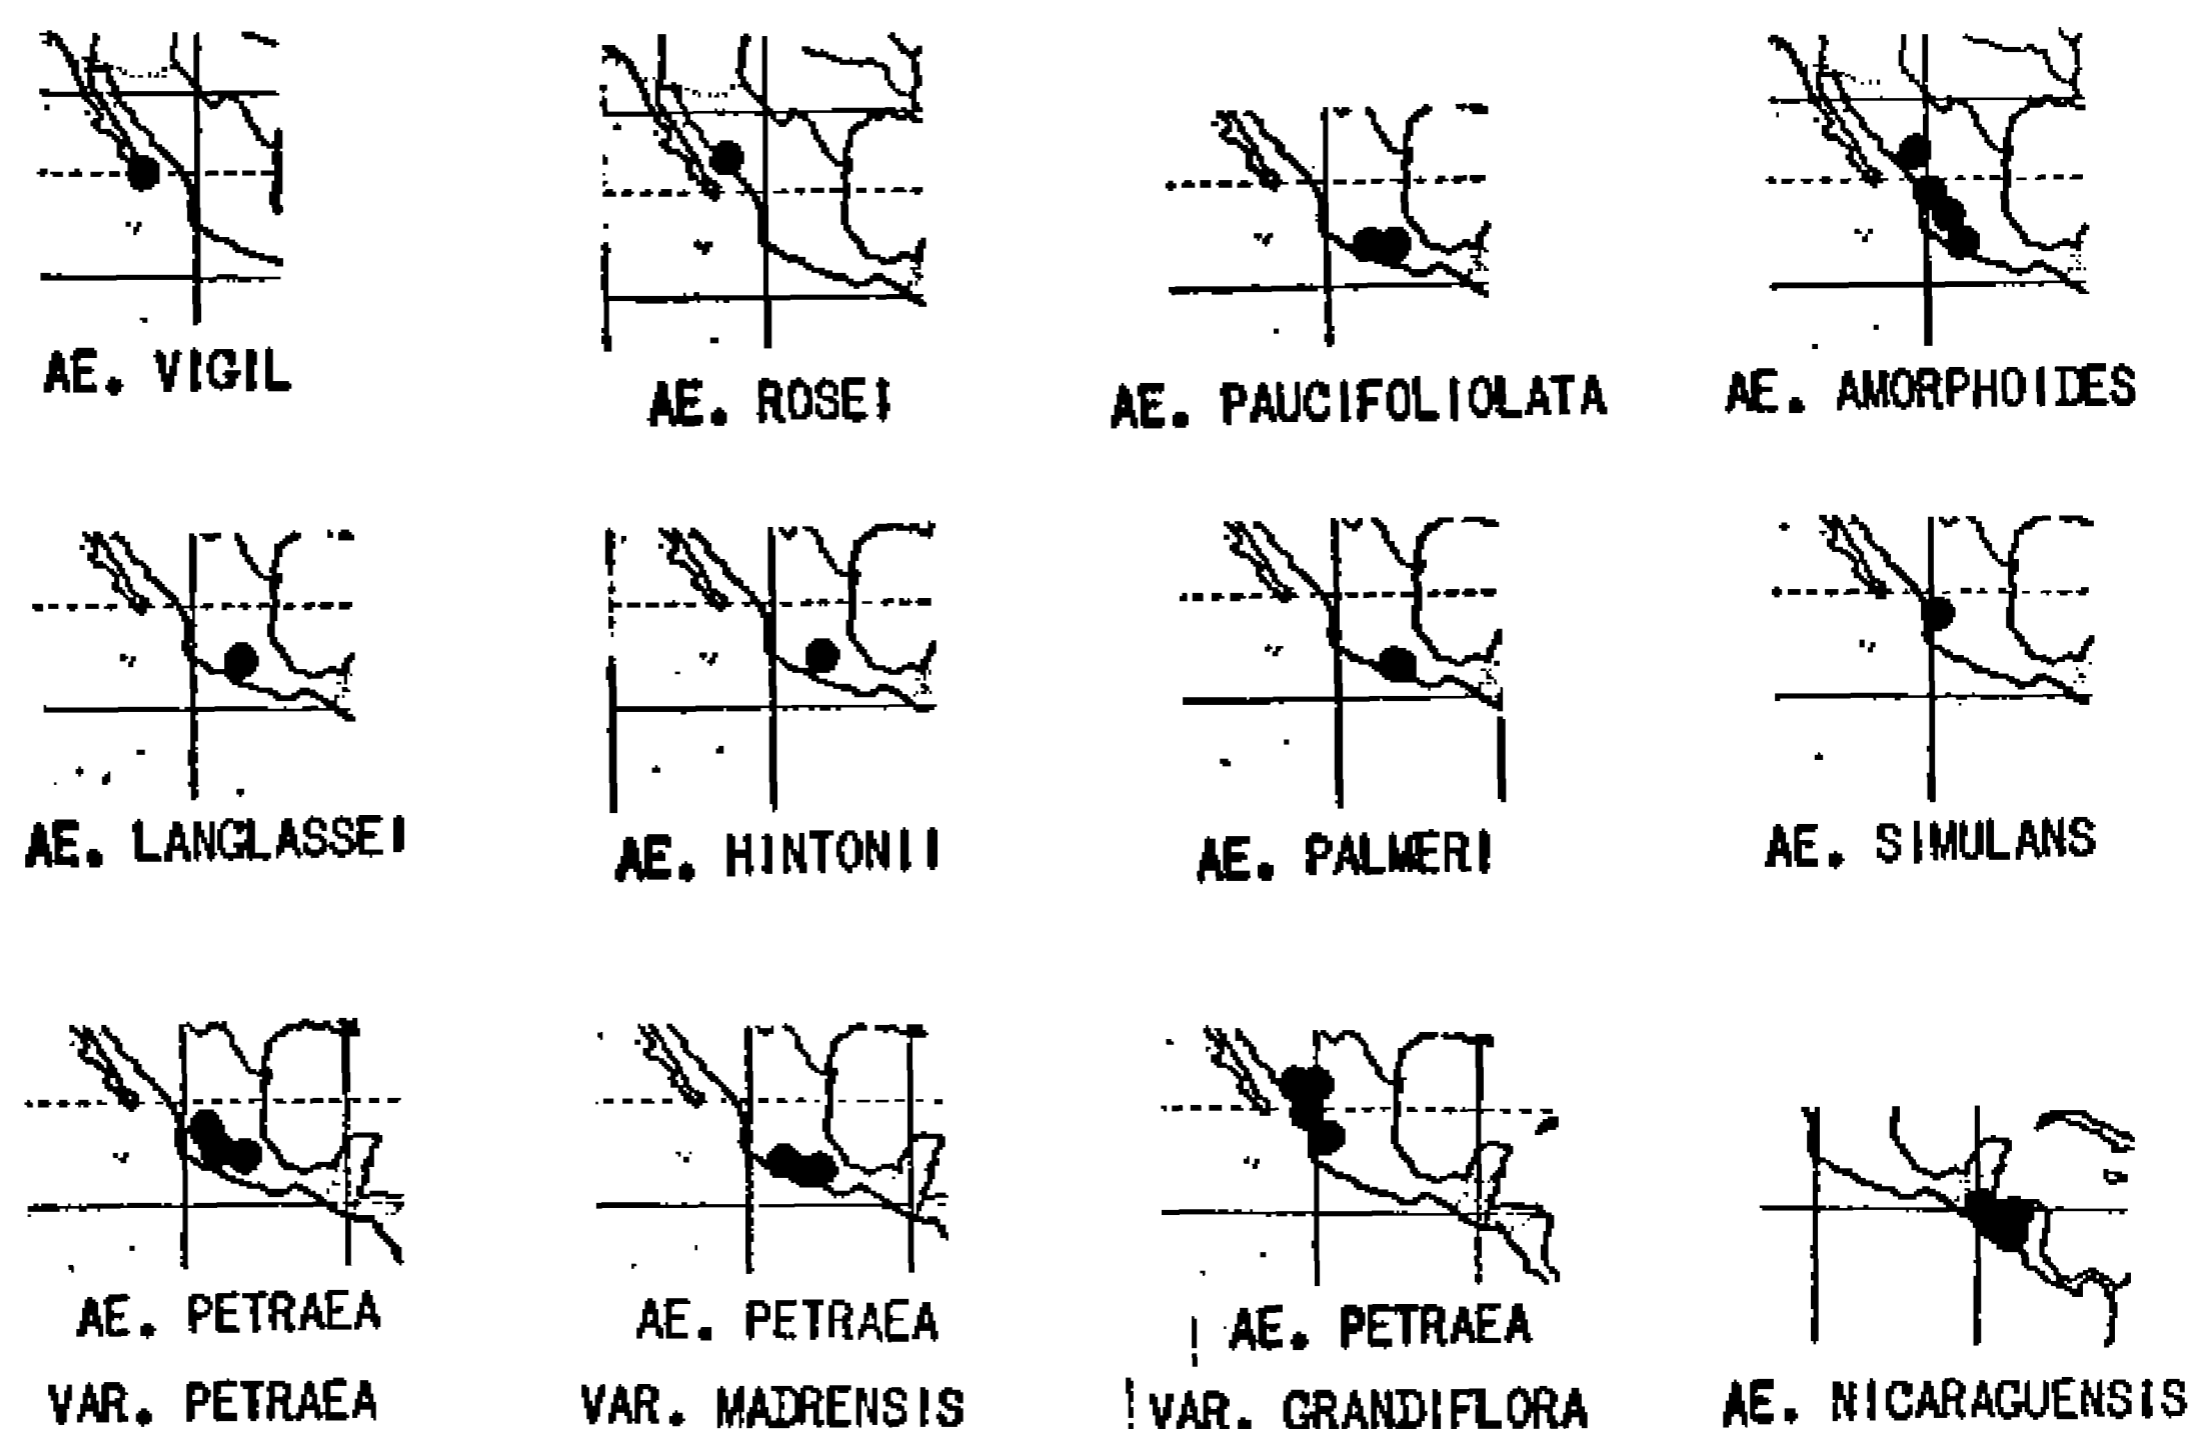 AE. VIGIL
AE. ROSEI
AE. PAUCIFOLIOLATA
AE. AMORPHOIDES
AE. LANGLASSEI
AE. HINTONII
AE. PALMERI
AE. SIMULANS
AE. PETRAEA
VAR. PETRAEA
AE. PETRAEA
VAR. MADRENSIS
AE. PETRAEA
VAR. GRANDIFLORA
AE. NICARAGUENSIS